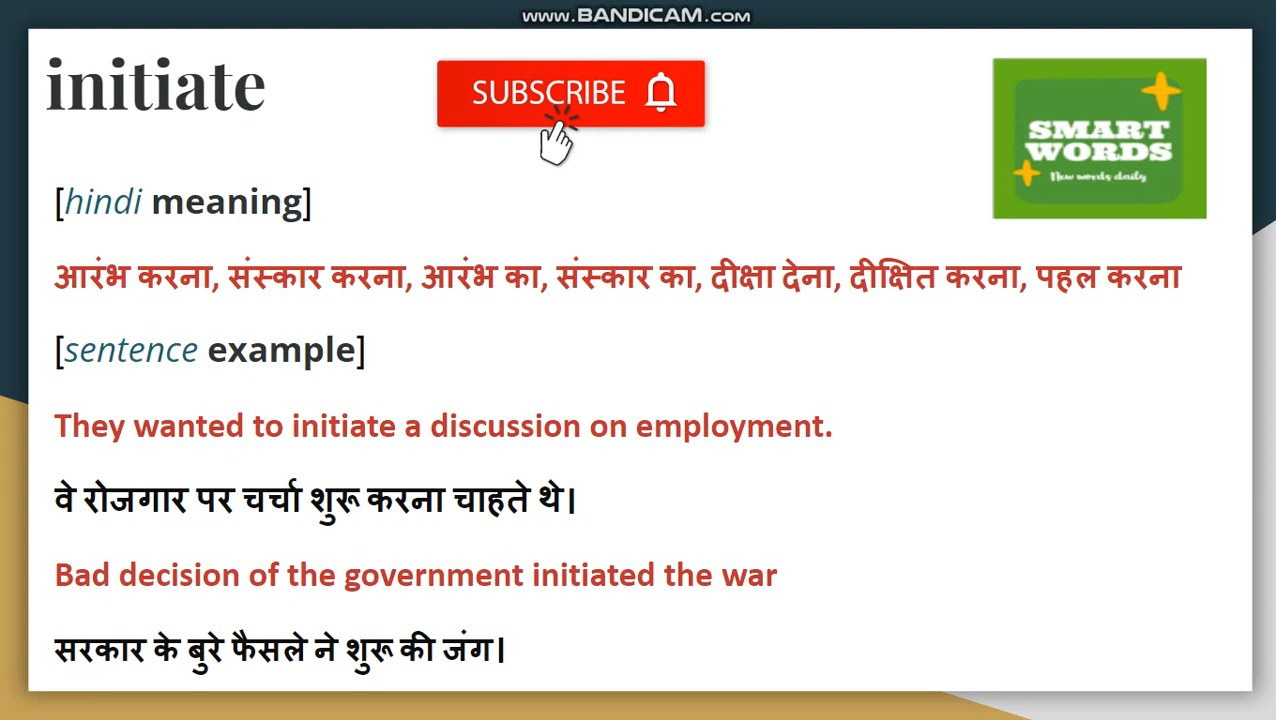 www.BANDICAM.com
initiate
SUBSCRIBE
SMART
WORDS
New words daily
[hindi meaning]
आरंभ करना, संस्कार करना, आरंभ का, संस्कार का, दीक्षा देना, दीक्षित करना, पहल करना
[sentence example]
They wanted to initiate a discussion on employment.
वे रोजगार पर चर्चा शुरू करना चाहते थे।
Bad decision of the government initiated the war
सरकार के बुरे फैसले ने शुरू की जंग।